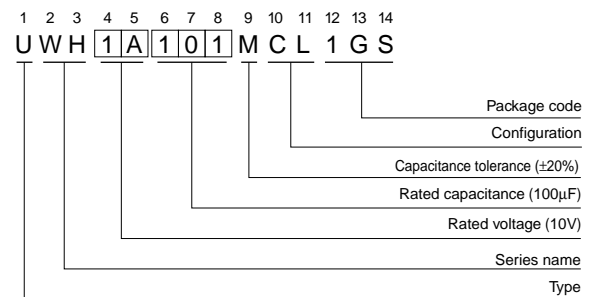 1 2 3 4 5 6 7 8 9 10 11 12 13 14
U W H 1 A 1 0 1 M C L 1 G S
Package code
Configuration
Capacitance tolerance (±20%)
Rated capacitance (100µF)
Rated voltage (10V)
Series name
Type